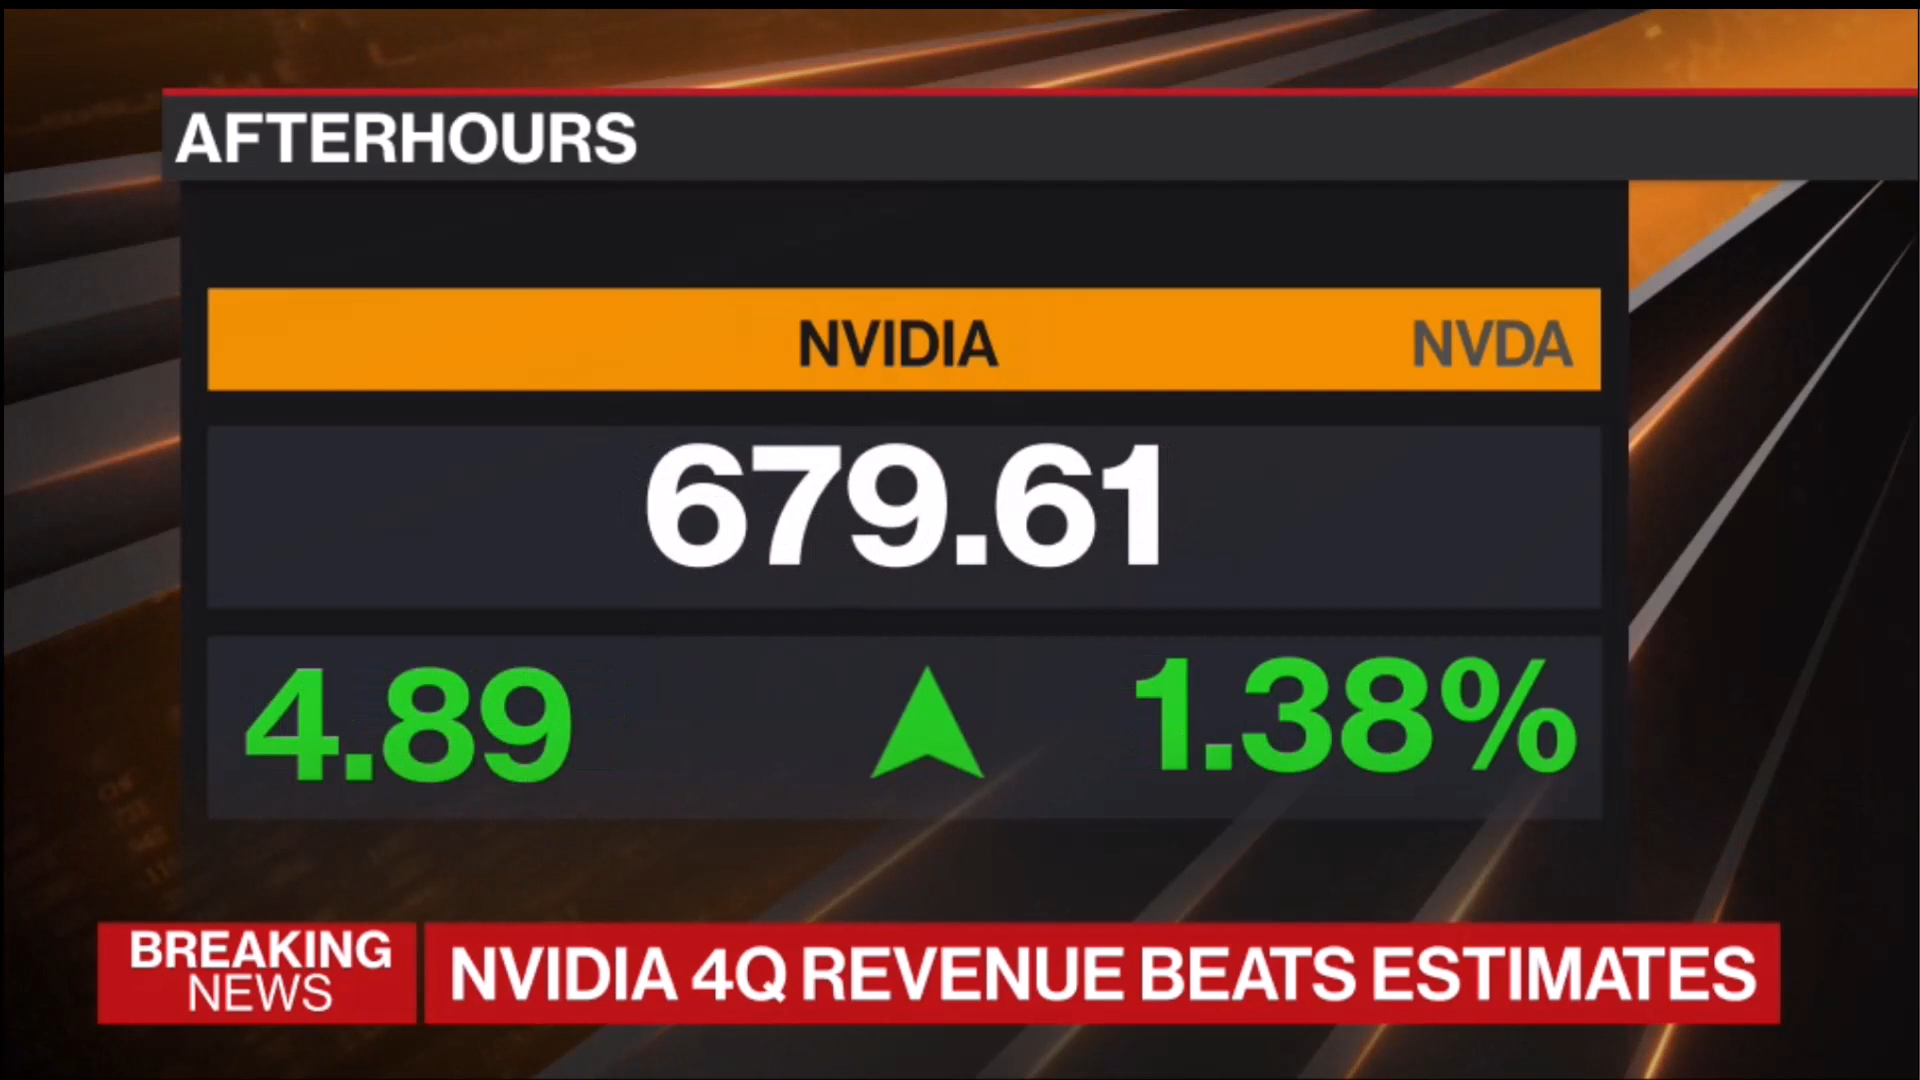 AFTERHOURS
NVIDIA NVDA
679.61
4.89 ▲ 1.38%
BREAKING
NEWS
NVIDIA 4Q REVENUE BEATS ESTIMATES